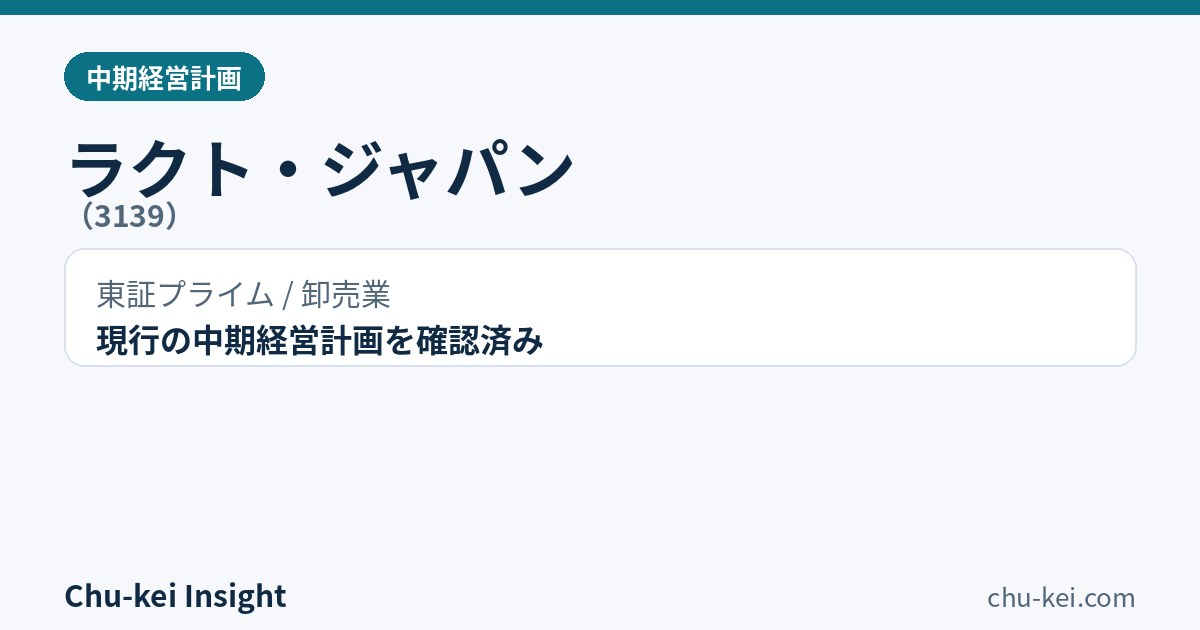 中期経営計画
ラクト・ジャパン
（3139）
東証プライム / 卸売業
現行の中期経営計画を確認済み
Chu-kei Insight
chu-kei.com